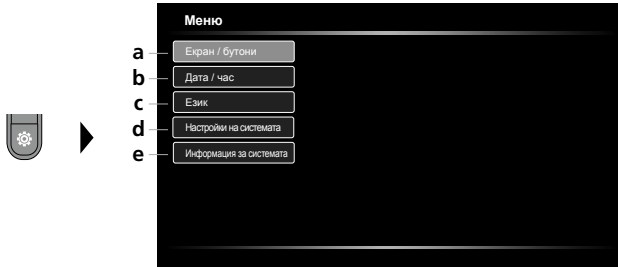 Меню
a Екран / бутони
b Дата / час
c Език
d Настройки на системата
e Информация за системата